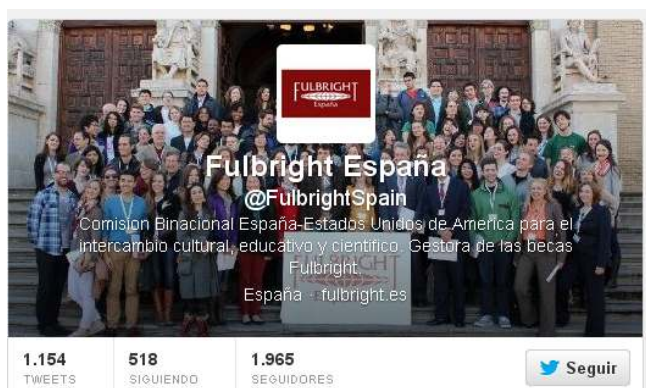 FULBRIGHT
España
Fulbright España
@FulbrightSpain
Comision Binacional España-Estados Unidos de America para el
intercambio cultural, educativo y cientifico. Gestora de las becas
Fulbright.
España · fulbright.es
1.154 518 1.965
TWEETS SIGUIENDO SEGUIDORES
Seguir